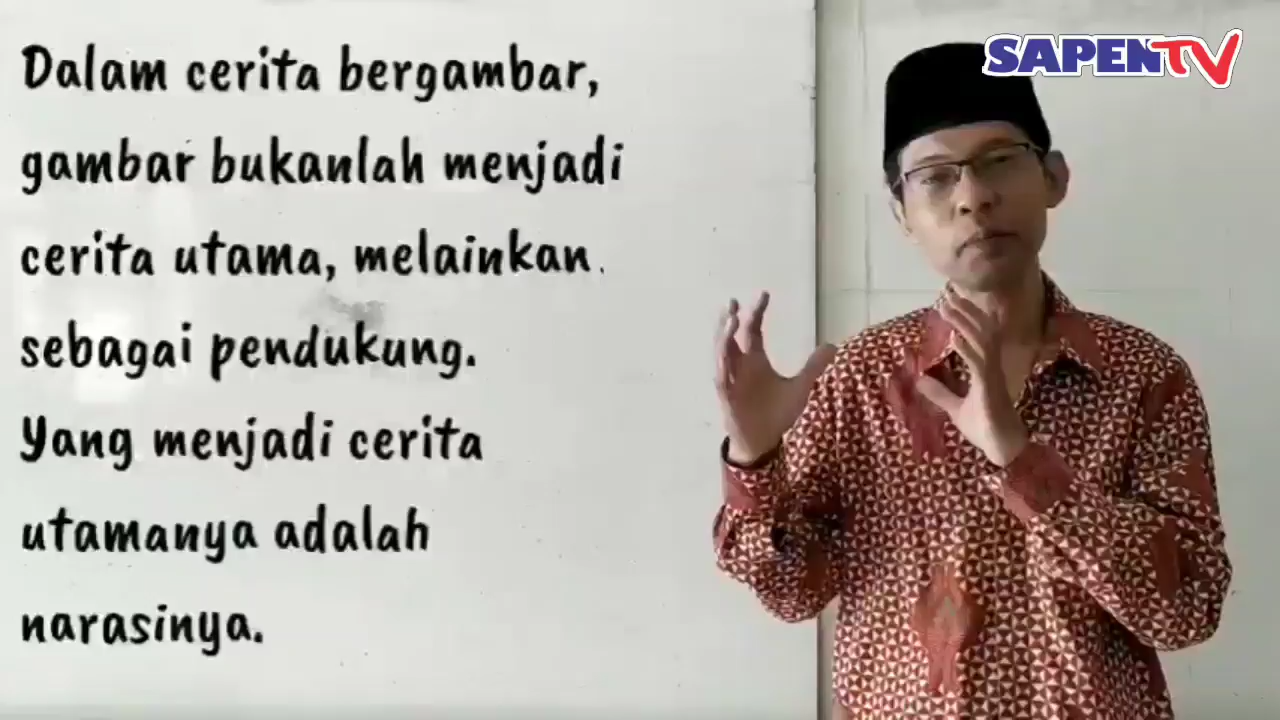 SAPENTV
Dalam cerita bergambar,
gambar bukanlah menjadi
cerita utama, melainkan
sebagai pendukung.
Yang menjadi cerita
utamanya adalah
narasinya.